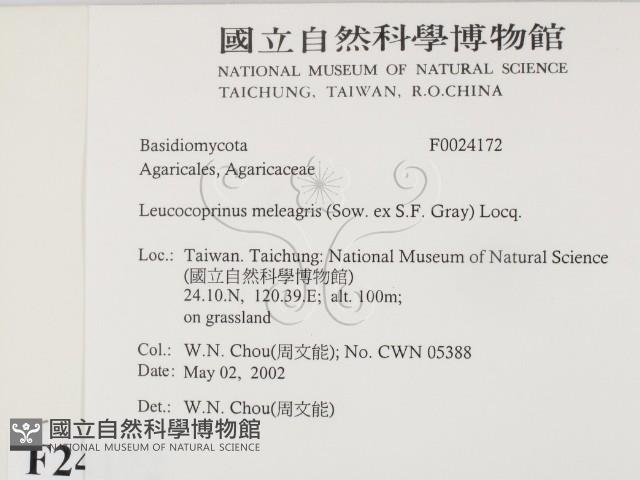 國立自然科學博物館
NATIONAL MUSEUM OF NATURAL SCIENCE
TAICHUNG, TAIWAN, R.O.CHINA
Basidiomycota F0024172
Agaricales, Agaricaceae
Leucocoprinus meleagris (Sow. ex S.F. Gray) Locq.
Loc.: Taiwan. Taichung: National Museum of Natural Science
(國立自然科學博物館)
24.10.N, 120.39.E; alt. 100m;
on grassland
Col.: W.N. Chou(周文能); No. CWN 05388
Date: May 02, 2002
Det.: W.N. Chou(周文能)
國立自然科學博物館
NATIONAL MUSEUM OF NATURAL SCIENCE
F24